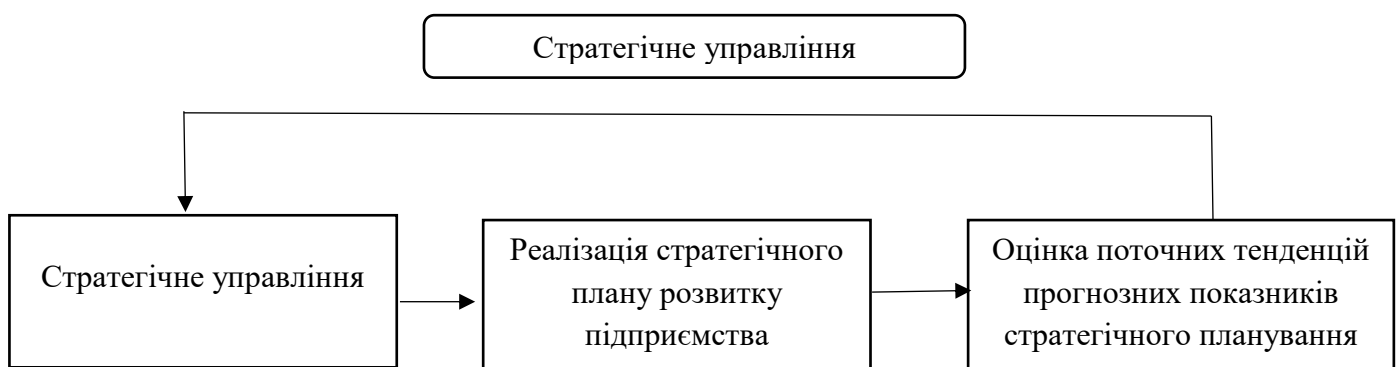 Стратегічне управління
Стратегічне управління
Реалізація стратегічного
плану розвитку
підприємства
Оцінка поточних тенденцій
прогнозних показників
стратегічного планування